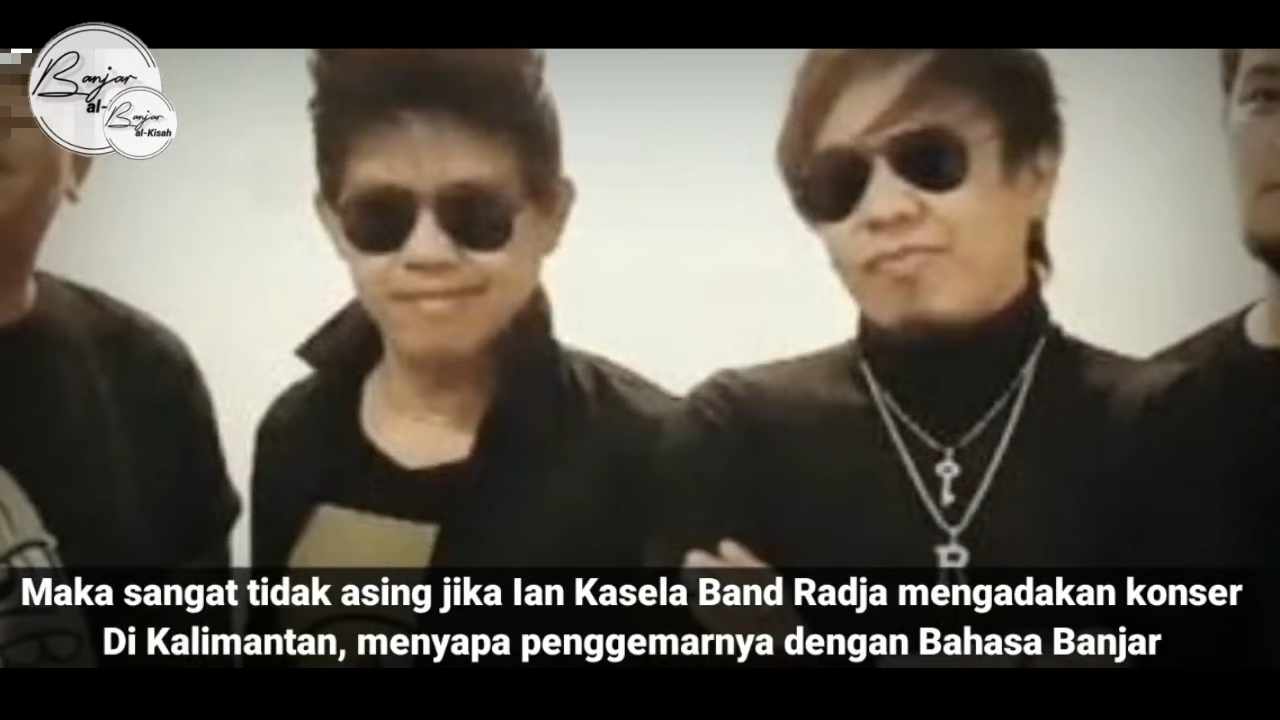 Banjar
al-
Banjar
al-Kisah
R
Maka sangat tidak asing jika Ian Kasela Band Radja mengadakan konser
Di Kalimantan, menyapa penggemarnya dengan Bahasa Banjar